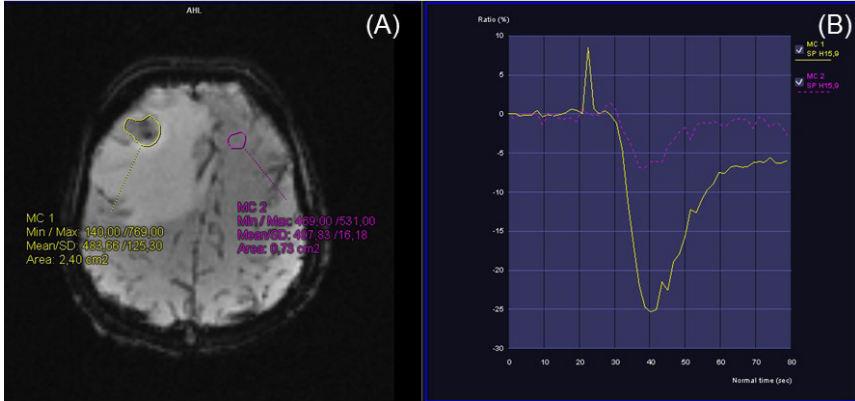 AHL
(A)
MC 1
Min / Max: 140,00 /769,00
Mean/SD: 483,66 /125,30
Area: 2,40 cm2
MC 2
Min / Max: 469,00 /531,00
Mean/SD: 497,83 /16,18
Area: 0,73 cm2
(B)
Ratio (%)
10
5
0
-5
-10
-15
-20
-25
-30
0 10 20 30 40 50 60 70 80
Normal time (sec)
MC 1
SP H15,9
MC 2
SP H15,9